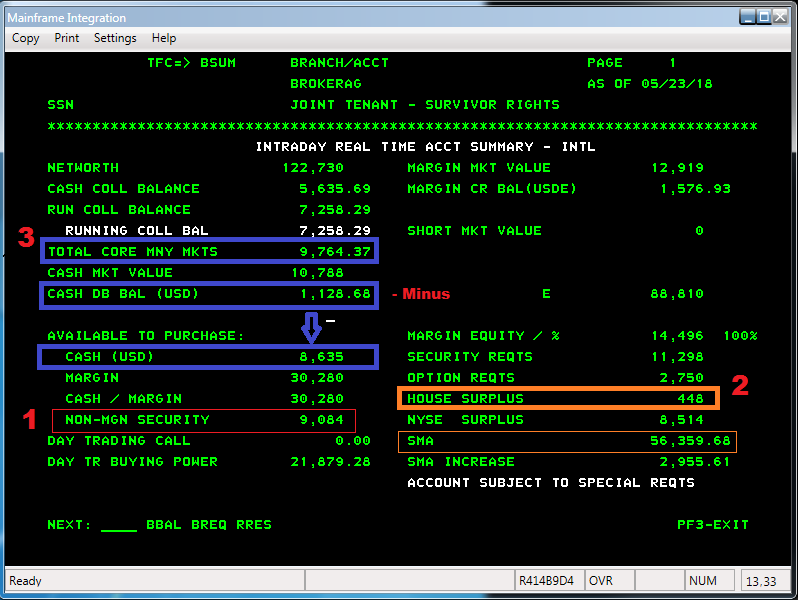 Mainframe Integration
Copy Print Settings Help
TFC=> BSUM BRANCH/ACCT PAGE 1
BROKERAG AS OF 05/23/18
SSN JOINT TENANT - SURVIVOR RIGHTS
*******************************************************************************
INTRADAY REAL TIME ACCT SUMMARY - INTL
NETWORTH 122,730 MARGIN MKT VALUE 12,919
CASH COLL BALANCE 5,635.69 MARGIN CR BAL(USDE) 1,576.93
RUN COLL BALANCE 7,258.29
RUNNING COLL BAL 7,258.29 SHORT MKT VALUE 0
3 TOTAL CORE MNY MKTS 9,764.37
CASH MKT VALUE 10,788
CASH DB BAL (USD) 1,128.68 - Minus E 88,810
–
AVAILABLE TO PURCHASE: MARGIN EQUITY / % 14,496 100%
CASH (USD) 8,635 SECURITY REQTS 11,298
MARGIN 30,280 OPTION REQTS 2,750
CASH / MARGIN 30,280 HOUSE SURPLUS 448 2
1 NON-MGN SECURITY 9,084 NYSE SURPLUS 8,514
DAY TRADING CALL 0.00 SMA 56,359.68
DAY TR BUYING POWER 21,879.28 SMA INCREASE 2,955.61
ACCOUNT SUBJECT TO SPECIAL REQTS
NEXT: ____ BBAL BREQ RRES PF3-EXIT
Ready R414B9D4 OVR NUM 13,33